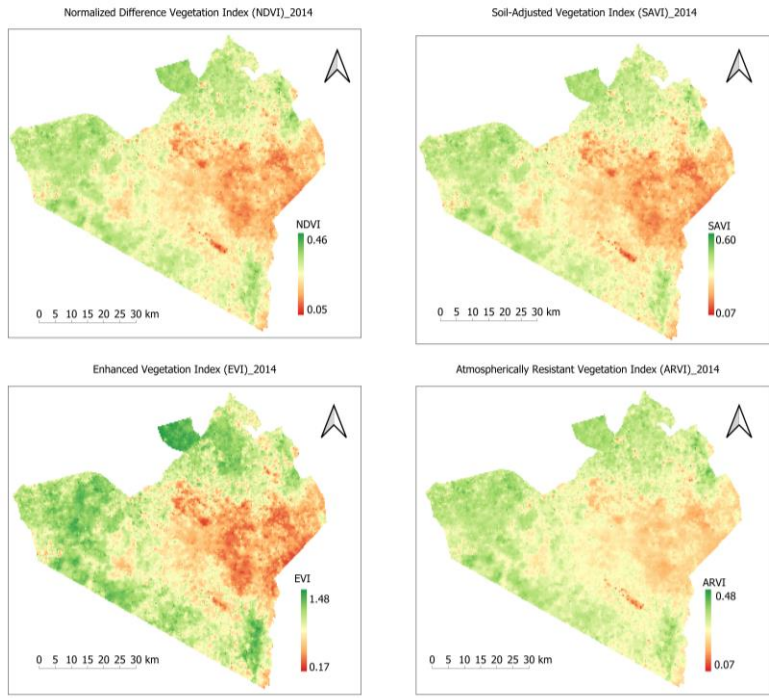 Normalized Difference Vegetation Index (NDVI)_2014
NDVI
0.46
0.05
0 5 10 15 20 25 30 km
Soil-Adjusted Vegetation Index (SAVI)_2014
SAVI
0.60
0.07
0 5 10 15 20 25 30 km
Enhanced Vegetation Index (EVI)_2014
EVI
1.48
0.17
0 5 10 15 20 25 30 km
Atmospherically Resistant Vegetation Index (ARVI)_2014
ARVI
0.48
0.07
0 5 10 15 20 25 30 km